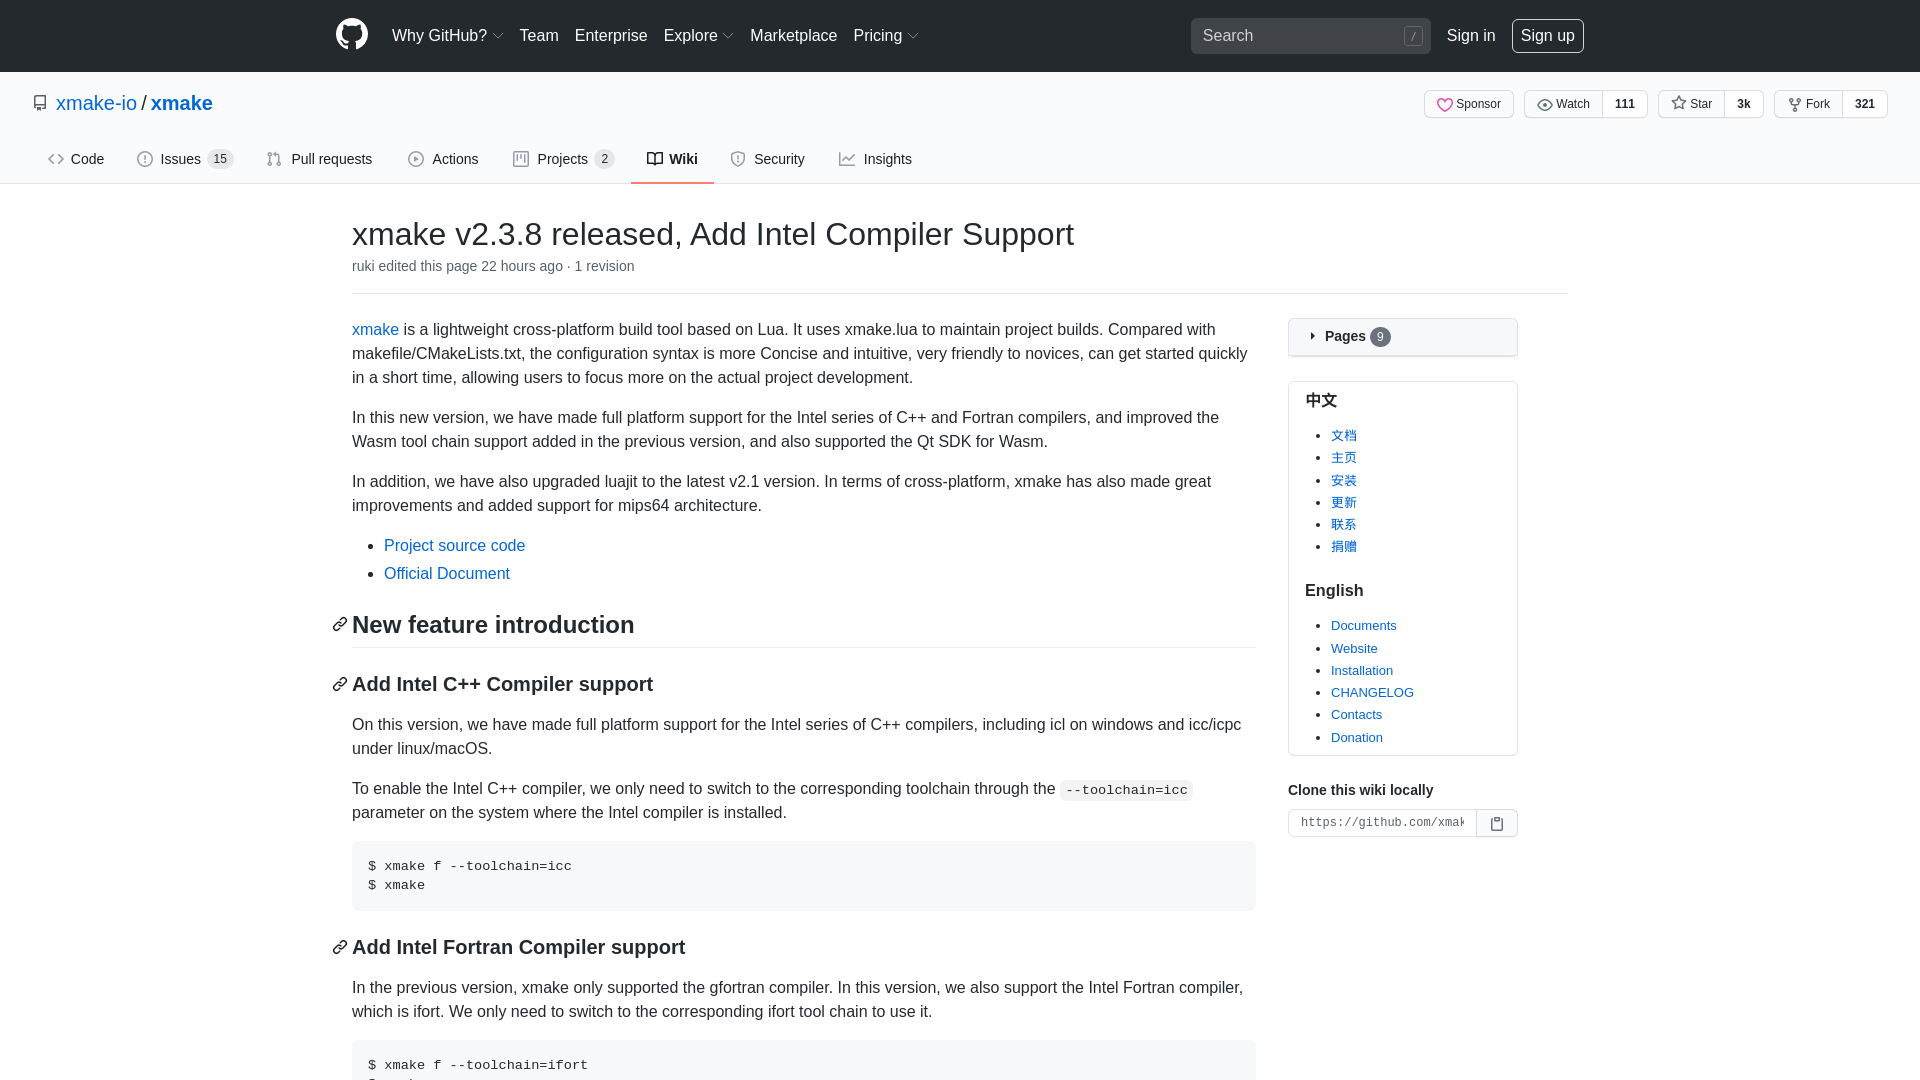 Why GitHub? Team Enterprise Explore Marketplace Pricing Search / Sign in Sign up
xmake-io / xmake
Sponsor Watch 111 Star 3k Fork 321
Code Issues 15 Pull requests Actions Projects 2 Wiki Security Insights
xmake v2.3.8 released, Add Intel Compiler Support
ruki edited this page 22 hours ago · 1 revision
xmake is a lightweight cross-platform build tool based on Lua. It uses xmake.lua to maintain project builds. Compared with
makefile/CMakeLists.txt, the configuration syntax is more Concise and intuitive, very friendly to novices, can get started quickly
in a short time, allowing users to focus more on the actual project development.
In this new version, we have made full platform support for the Intel series of C++ and Fortran compilers, and improved the
Wasm tool chain support added in the previous version, and also supported the Qt SDK for Wasm.
In addition, we have also upgraded luajit to the latest v2.1 version. In terms of cross-platform, xmake has also made great
improvements and added support for mips64 architecture.
Project source code
Official Document
New feature introduction
Add Intel C++ Compiler support
On this version, we have made full platform support for the Intel series of C++ compilers, including icl on windows and icc/icpc
under linux/macOS.
To enable the Intel C++ compiler, we only need to switch to the corresponding toolchain through the --toolchain=icc
parameter on the system where the Intel compiler is installed.
$ xmake f --toolchain=icc
$ xmake
Add Intel Fortran Compiler support
In the previous version, xmake only supported the gfortran compiler. In this version, we also support the Intel Fortran compiler,
which is ifort. We only need to switch to the corresponding ifort tool chain to use it.
$ xmake f --toolchain=ifort
Pages 9
中文
文档
主页
安装
更新
联系
捐赠
English
Documents
Website
Installation
CHANGELOG
Contacts
Donation
Clone this wiki locally
https://github.com/xmak